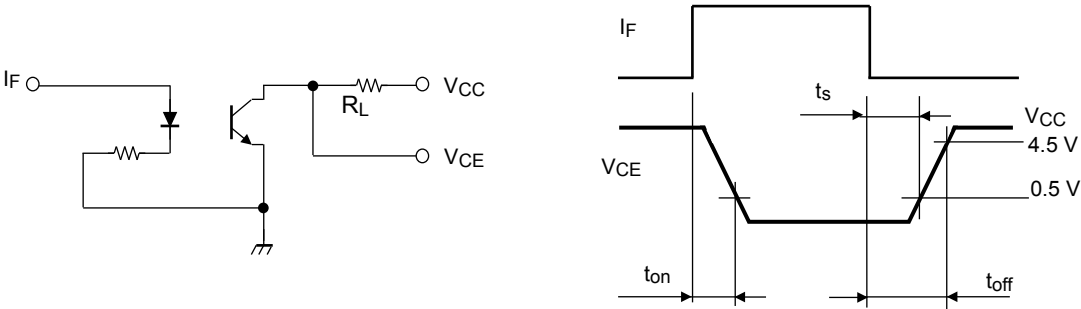 IF
RL
VCC
VCE
IF
ts
VCC
4.5 V
VCE
0.5 V
ton
toff